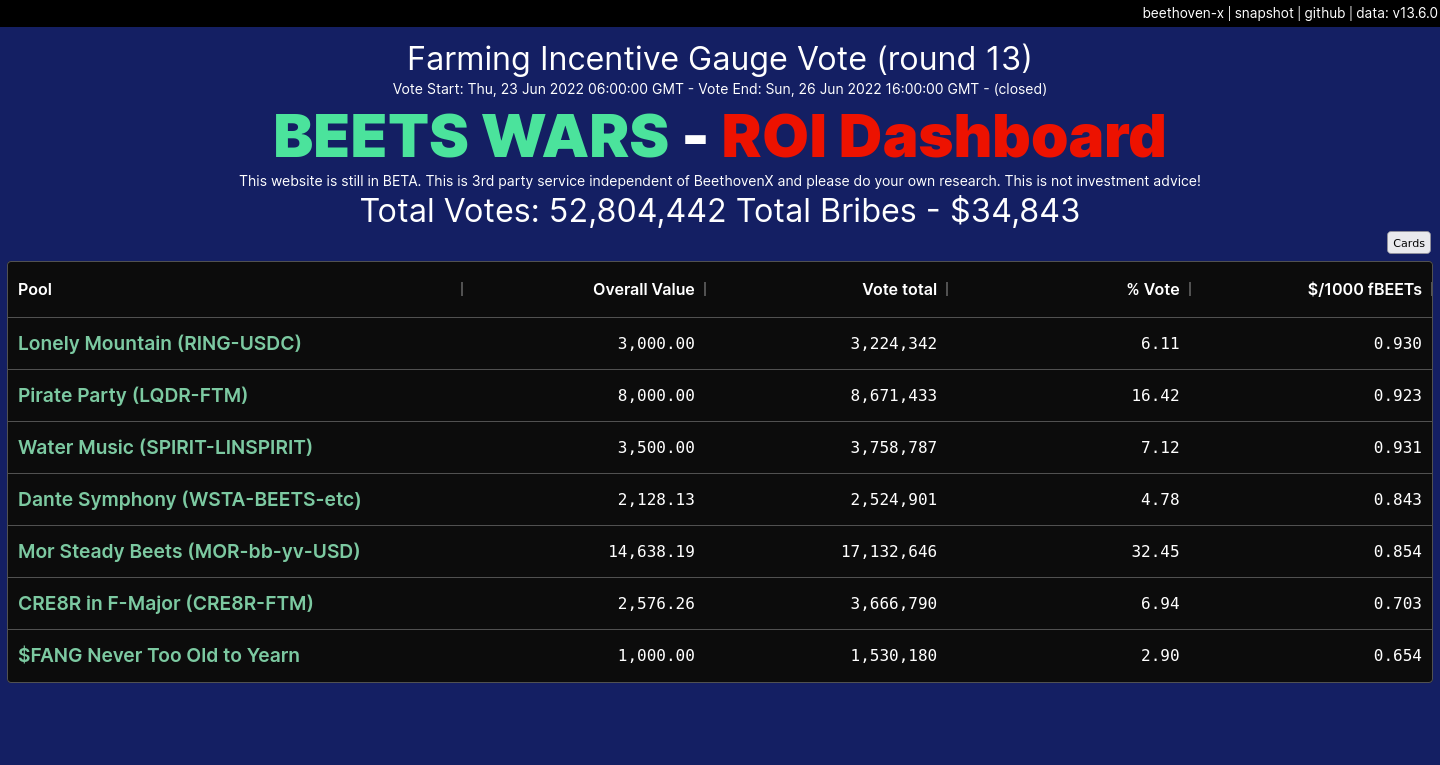 beethoven-x | snapshot | github | data: v13.6.0
Farming Incentive Gauge Vote (round 13)
Vote Start: Thu, 23 Jun 2022 06:00:00 GMT - Vote End: Sun, 26 Jun 2022 16:00:00 GMT - (closed)
BEETS WARS - ROI Dashboard
This website is still in BETA. This is 3rd party service independent of BeethovenX and please do your own research. This is not investment advice!
Total Votes: 52,804,442 Total Bribes - $34,843
Cards
Pool | Overall Value | Vote total | % Vote | $/1000 fBEETs |
Lonely Mountain (RING-USDC) 3,000.00 3,224,342 6.11 0.930
Pirate Party (LQDR-FTM) 8,000.00 8,671,433 16.42 0.923
Water Music (SPIRIT-LINSPIRIT) 3,500.00 3,758,787 7.12 0.931
Dante Symphony (WSTA-BEETS-etc) 2,128.13 2,524,901 4.78 0.843
Mor Steady Beets (MOR-bb-yv-USD) 14,638.19 17,132,646 32.45 0.854
CRE8R in F-Major (CRE8R-FTM) 2,576.26 3,666,790 6.94 0.703
$FANG Never Too Old to Yearn 1,000.00 1,530,180 2.90 0.654